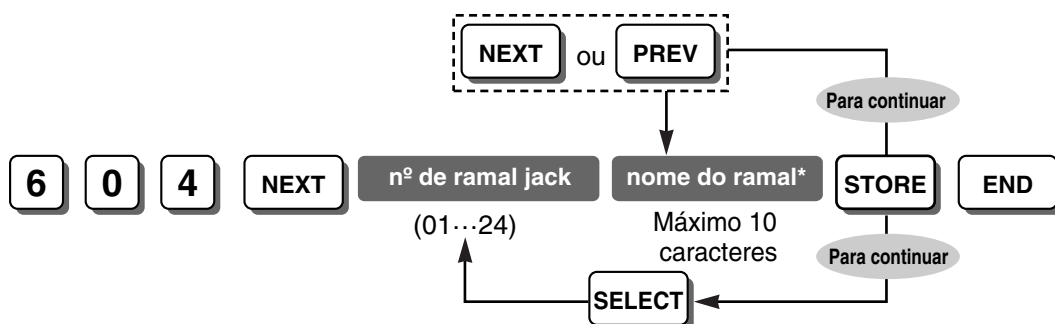 NEXT ou PREV
Para continuar
6 0 4 NEXT nº de ramal jack nome do ramal* STORE END
(01···24) Máximo 10
caracteres
Para continuar
SELECT